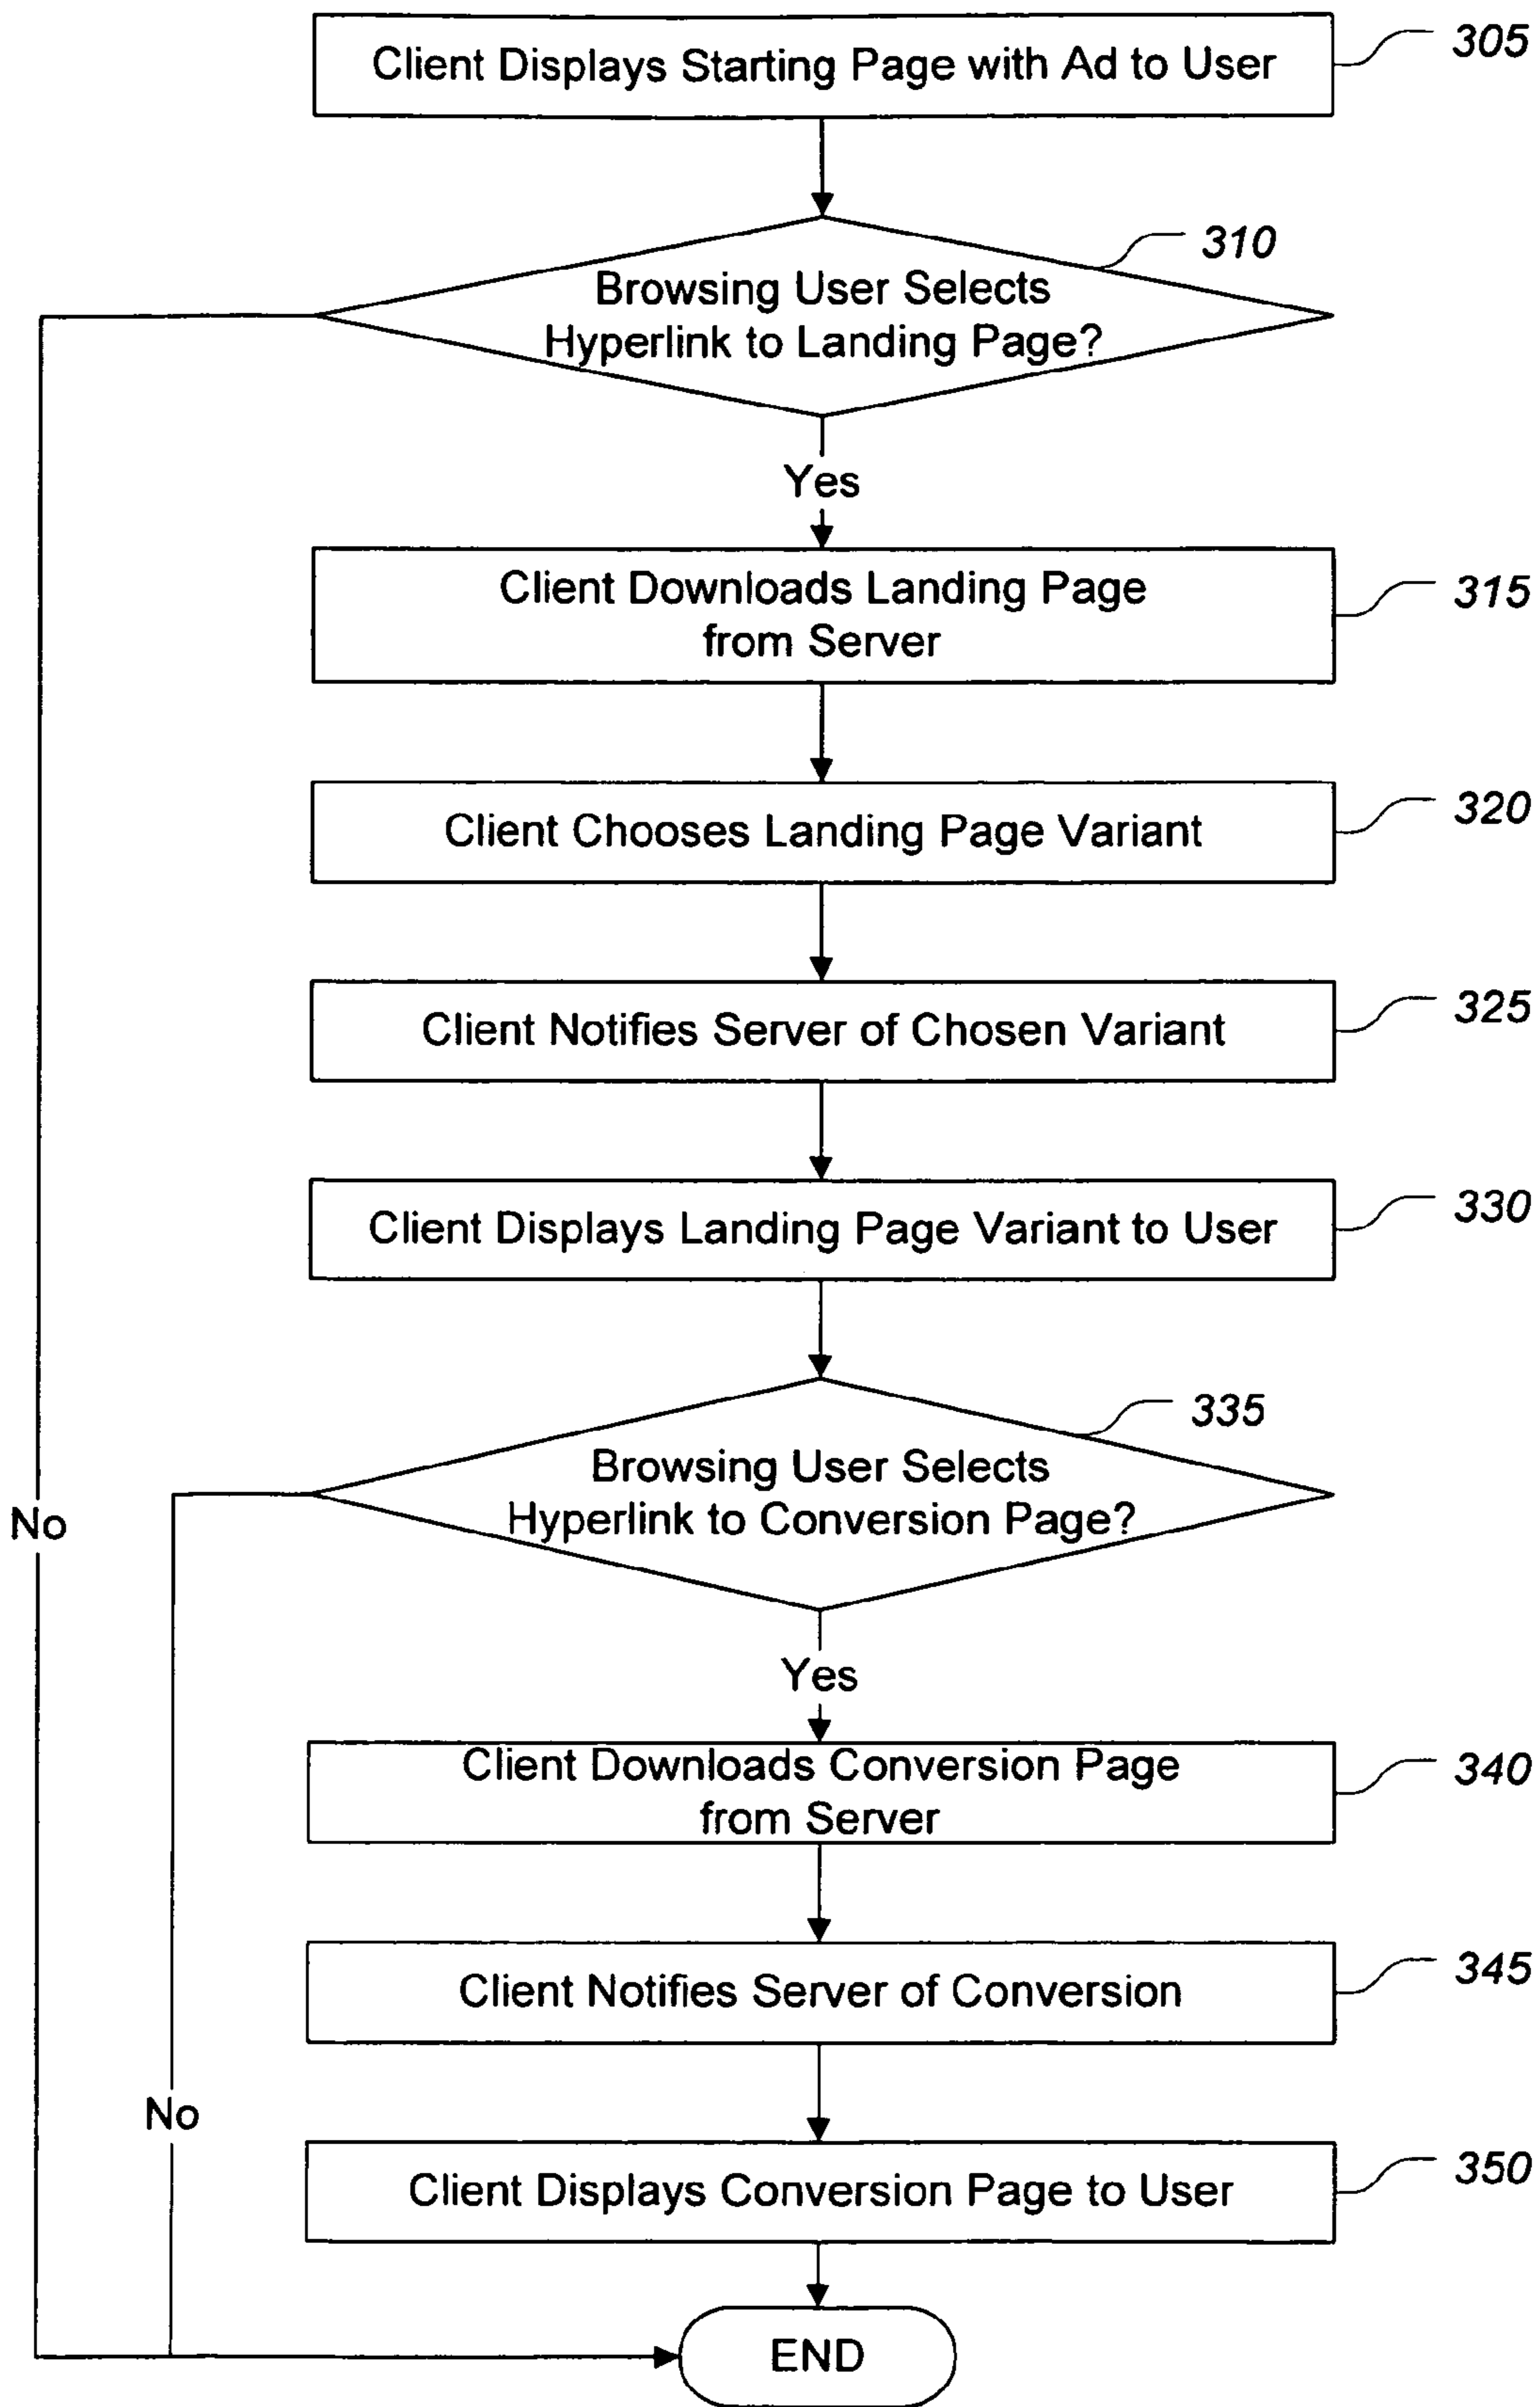 Client Displays Starting Page with Ad to User
305
310
Browsing User Selects
Hyperlink to Landing Page?
Yes
Client Downloads Landing Page
from Server
315
Client Chooses Landing Page Variant
320
Client Notifies Server of Chosen Variant
325
Client Displays Landing Page Variant to User
330
335
Browsing User Selects
Hyperlink to Conversion Page?
No
Yes
Client Downloads Conversion Page
from Server
340
Client Notifies Server of Conversion
345
No
Client Displays Conversion Page to User
350
END